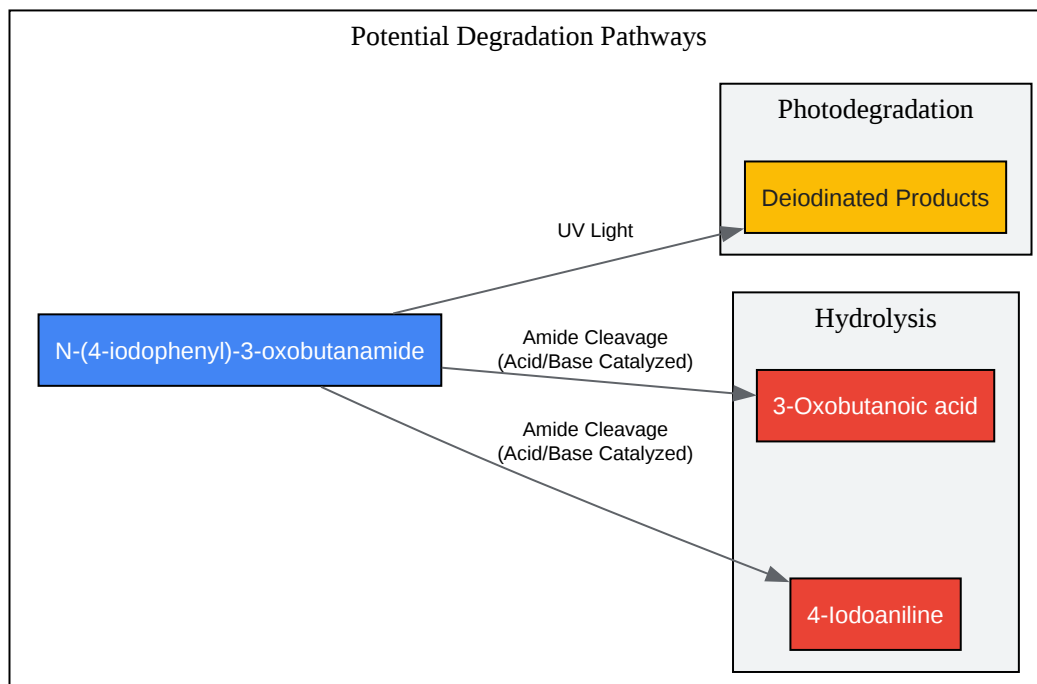 Potential Degradation Pathways
Photodegradation
Deiodinated Products
UV Light
N-(4-iodophenyl)-3-oxobutanamide
Amide Cleavage
(Acid/Base Catalyzed)
Hydrolysis
3-Oxobutanoic acid
Amide Cleavage
(Acid/Base Catalyzed)
4-Iodoaniline